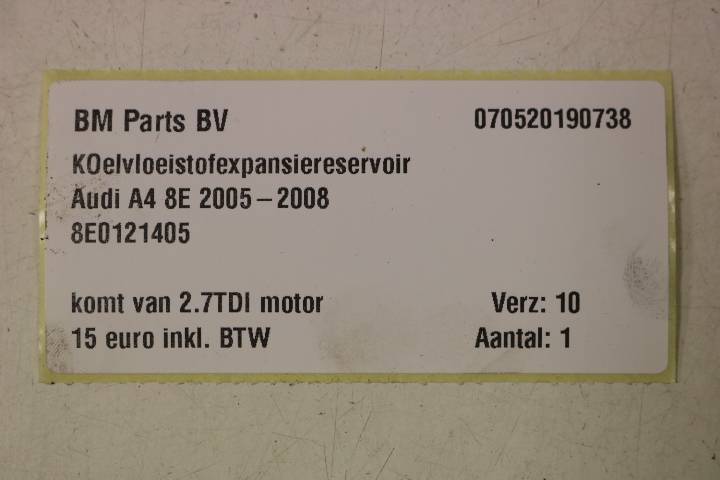 BM Parts BV 070520190738
KOelvloeistofexpansiereservoir
Audi A4 8E 2005-2008
8E0121405
komt van 2.7TDI motor Verz: 10
15 euro inkl. BTW Aantal: 1